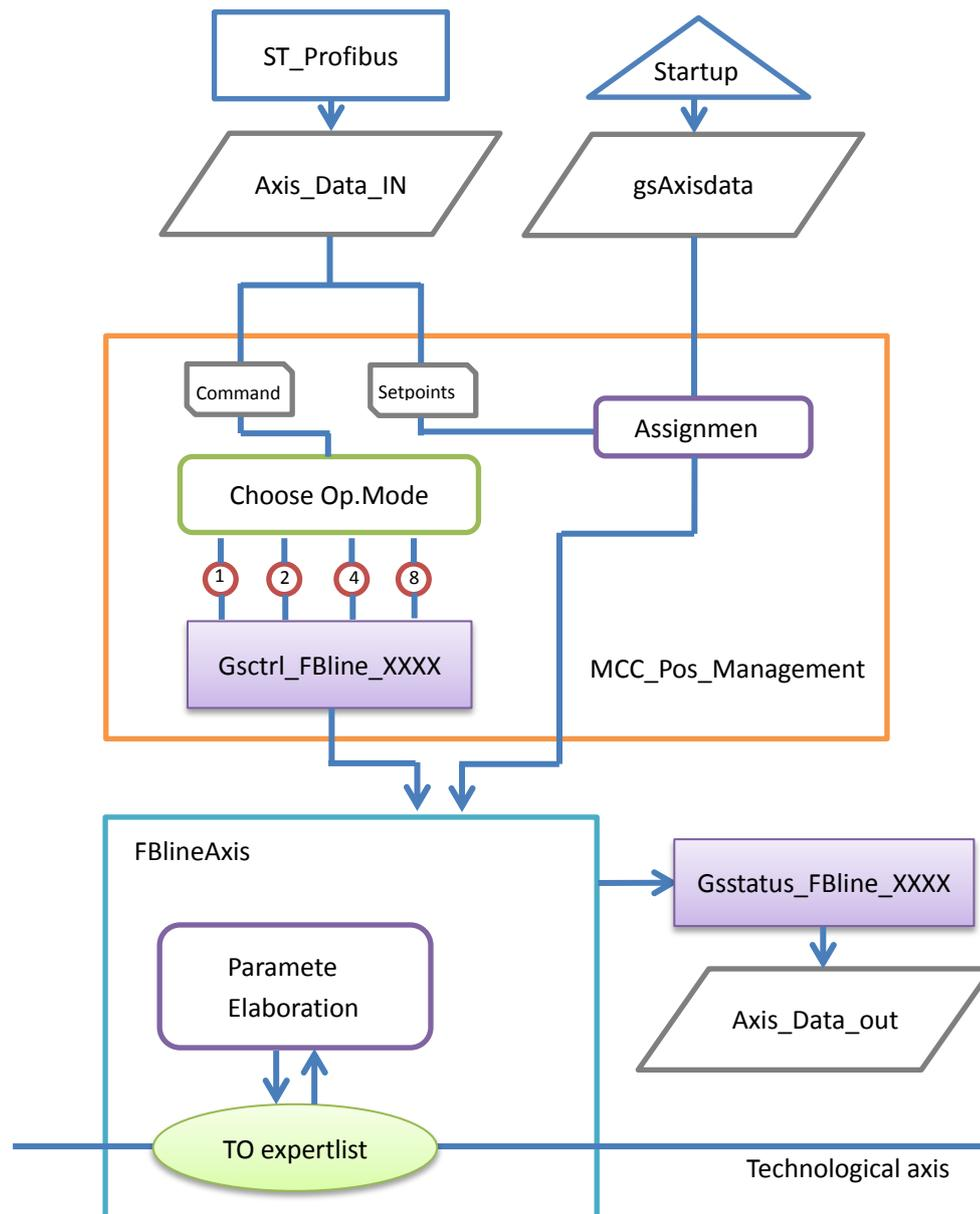 ST_Profibus
Startup
Axis_Data_IN
gsAxisdata
Command
Setpoints
Assignmen
Choose Op.Mode
1
2
4
8
Gsctrl_FBline_XXXX
MCC_Pos_Management
FBlineAxis
Gsstatus_FBline_XXXX
Paramete
Elaboration
Axis_Data_out
TO expertlist
Technological axis